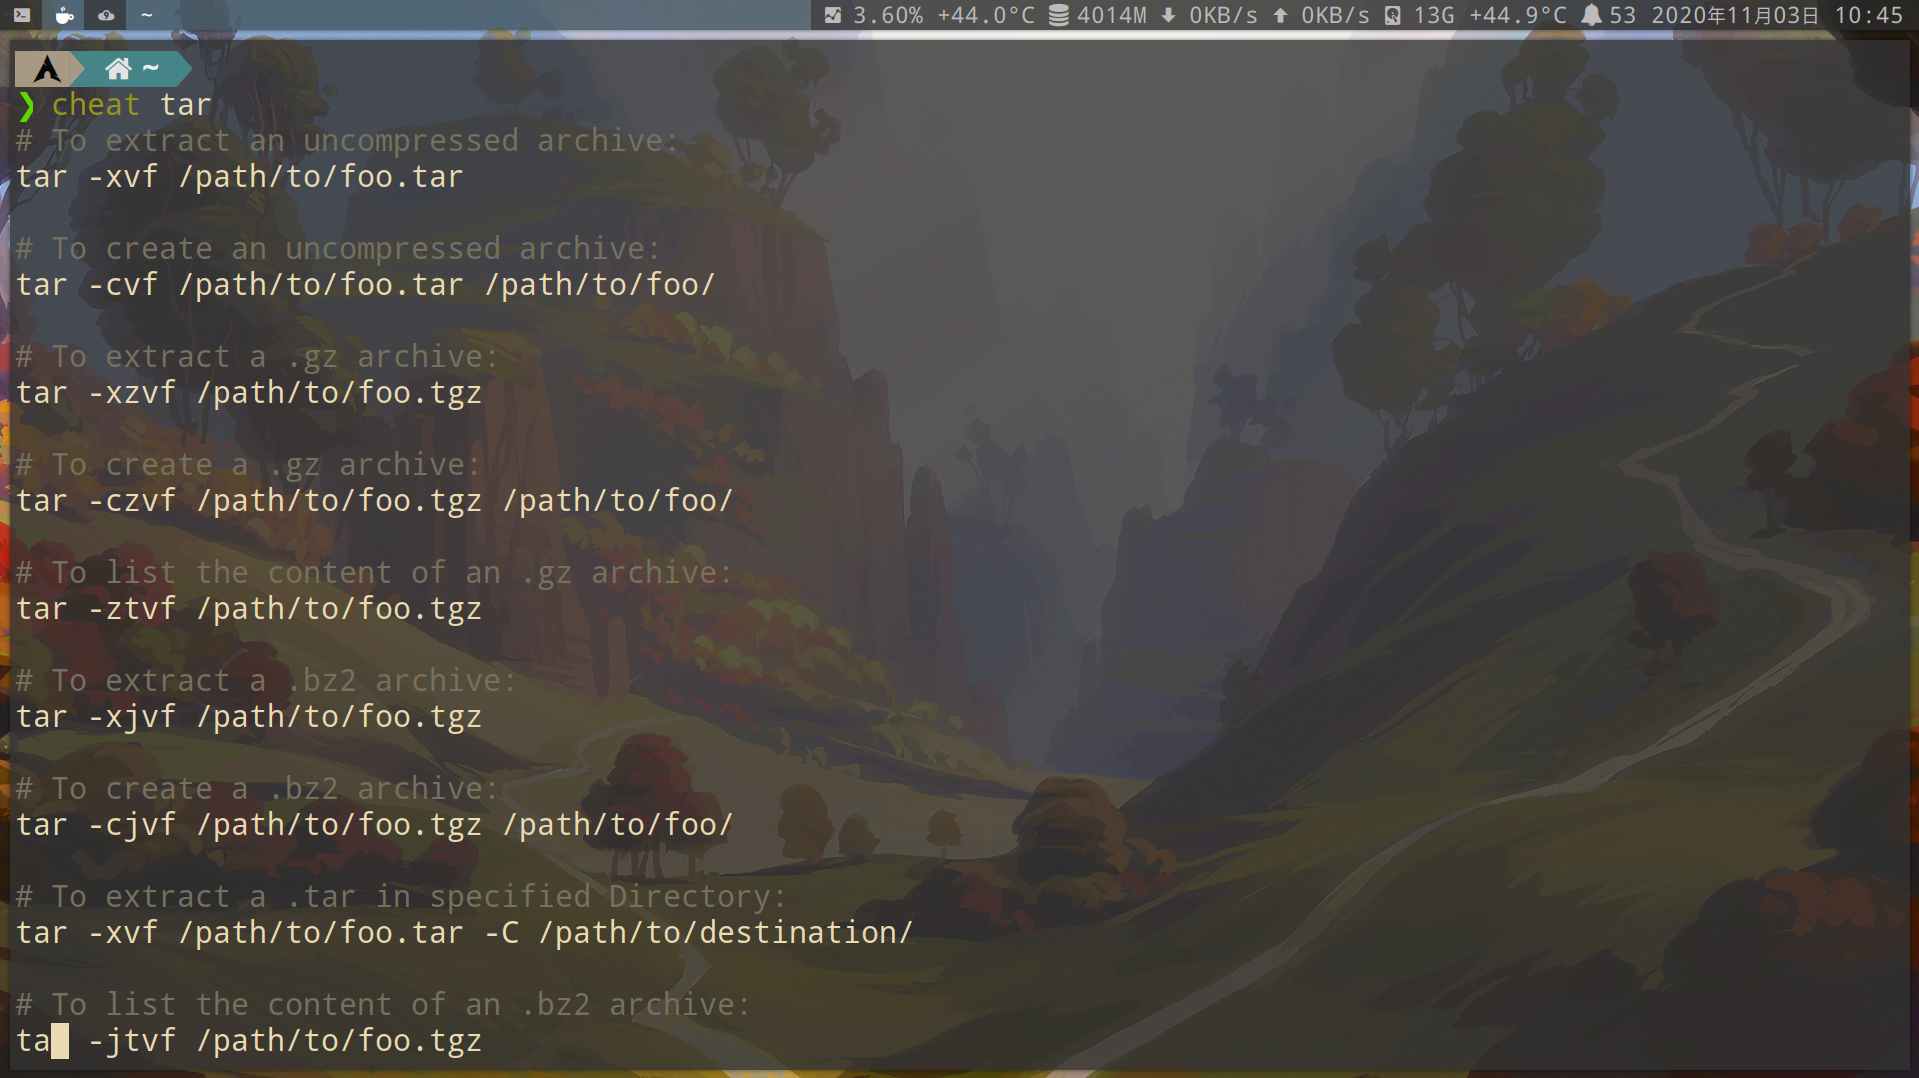 ~ 3.60% +44.0°C 4014M 0KB/s 0KB/s 13G +44.9°C 53 2020年11月03日 10:45
~
❯ cheat tar
# To extract an uncompressed archive:
tar -xvf /path/to/foo.tar
# To create an uncompressed archive:
tar -cvf /path/to/foo.tar /path/to/foo/
# To extract a .gz archive:
tar -xzvf /path/to/foo.tgz
# To create a .gz archive:
tar -czvf /path/to/foo.tgz /path/to/foo/
# To list the content of an .gz archive:
tar -ztvf /path/to/foo.tgz
# To extract a .bz2 archive:
tar -xjvf /path/to/foo.tgz
# To create a .bz2 archive:
tar -cjvf /path/to/foo.tgz /path/to/foo/
# To extract a .tar in specified Directory:
tar -xvf /path/to/foo.tar -C /path/to/destination/
# To list the content of an .bz2 archive:
ta -jtvf /path/to/foo.tgz